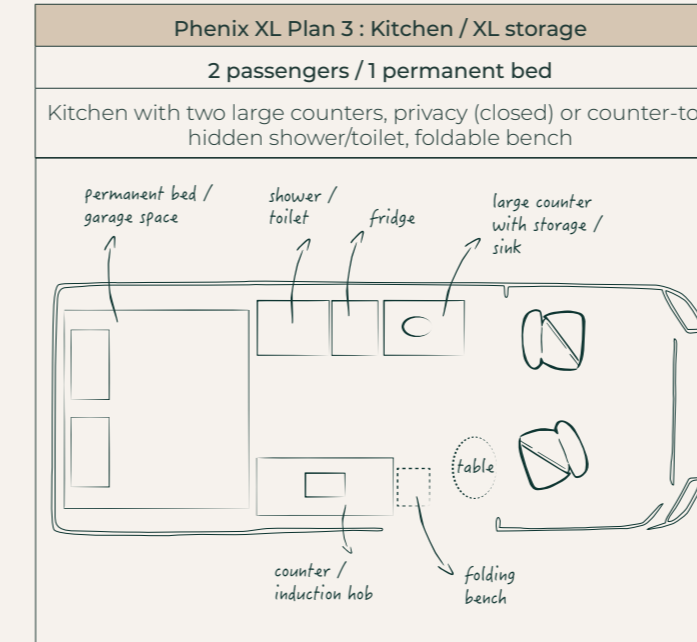 Phenix XL Plan 3 : Kitchen / XL storage
2 passengers / 1 permanent bed
Kitchen with two large counters, privacy (closed) or counter-to
hidden shower/toilet, foldable bench
permanent bed /
garage space
shower /
toilet
fridge
large counter
with storage /
sink
table
counter /
induction hob
folding
bench